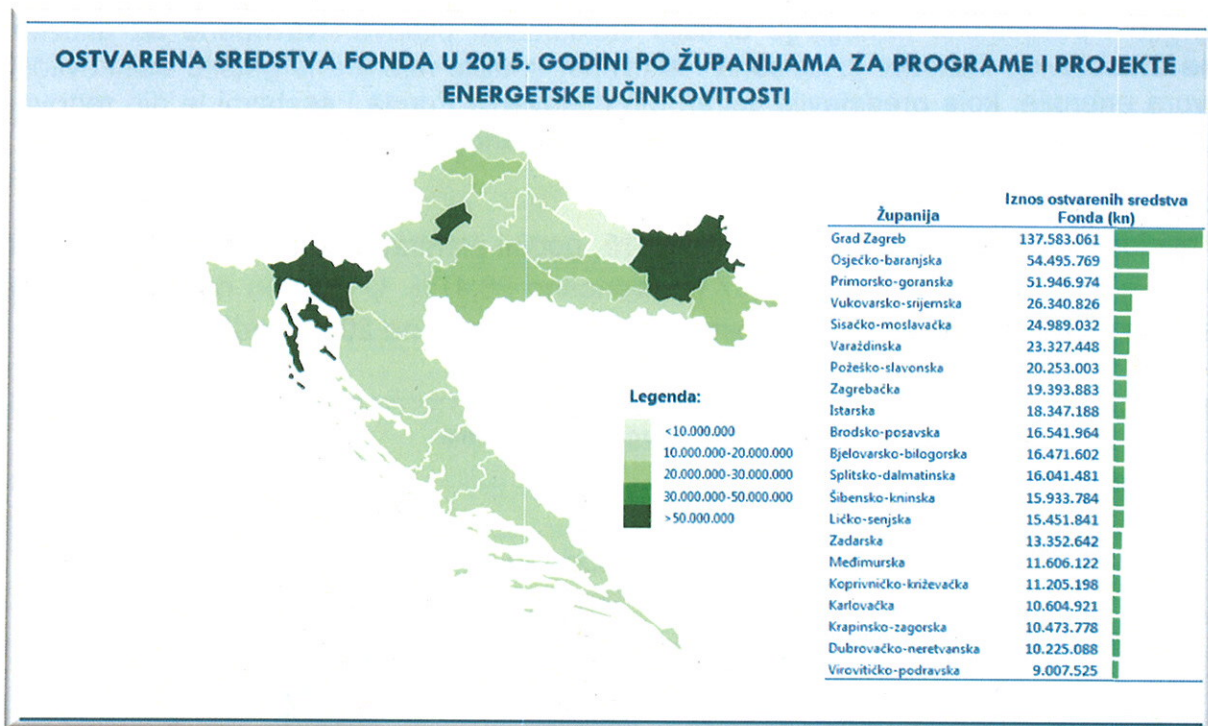 OSTVARENA SREDSTVA FONDA U 2015. GODINI PO ŽUPANIJAMA ZA PROGRAME I PROJEKTE
ENERGETSKE UČINKOVITOSTI
Legenda:
<10.000.000
10.000.000-20.000.000
20.000.000-30.000.000
30.000.000-50.000.000
>50.000.000
Županija Iznos ostvarenih sredstva
Fonda (kn)
Grad Zagreb 137.583.061
Osječko-baranjska 54.495.769
Primorsko-goranska 51.946.974
Vukovarsko-srijemska 26.340.826
Sisačko-moslavačka 24.989.032
Varaždinska 23.327.448
Požeško-slavonska 20.253.003
Zagrebačka 19.393.883
Istarska 18.347.188
Brodsko-posavska 16.541.964
Bjelovarsko-bilogorska 16.471.602
Splitsko-dalmatinska 16.041.481
Šibensko-kninska 15.933.784
Ličko-senjska 15.451.841
Zadarska 13.352.642
Međimurska 11.606.122
Koprivničko-križevačka 11.205.198
Karlovačka 10.604.921
Krapinsko-zagorska 10.473.778
Dubrovačko-neretvanska 10.225.088
Virovitičko-podravska 9.007.525